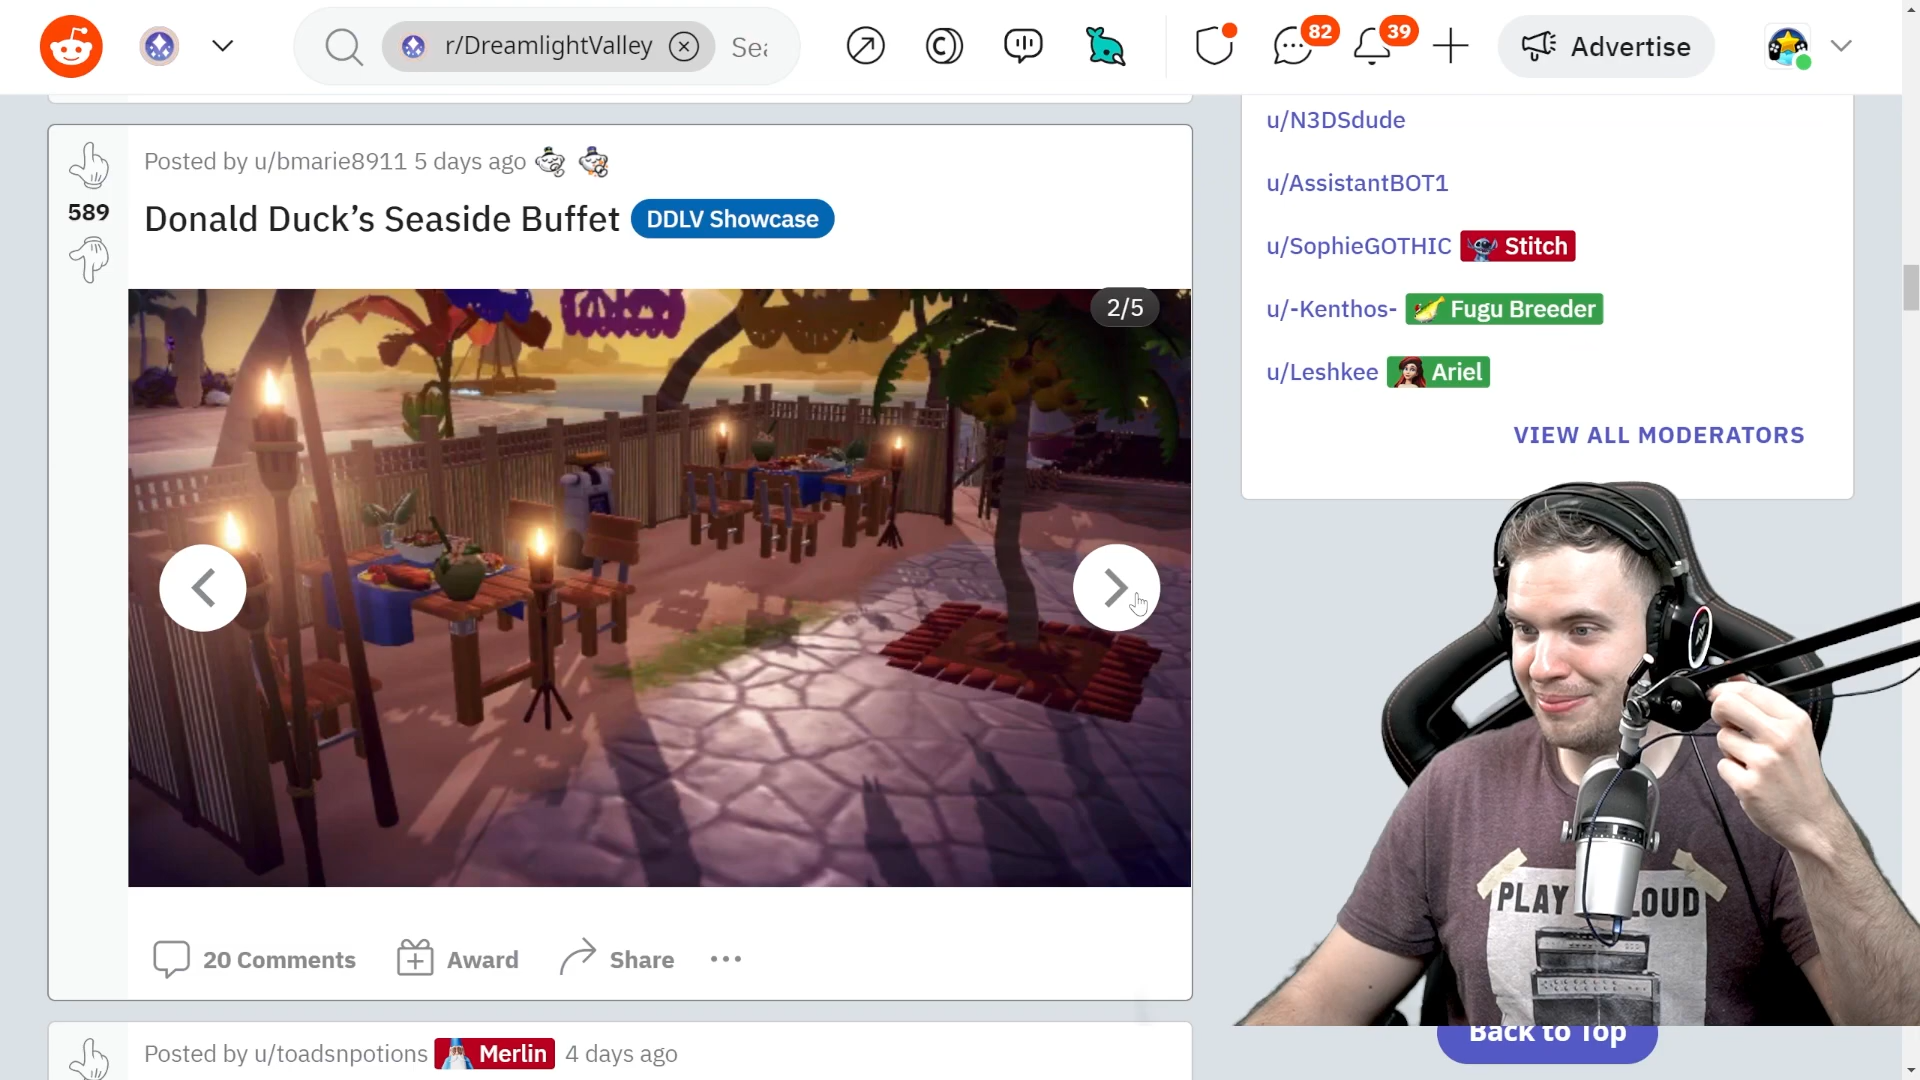 r/DreamlightValley Sea 82 39 Advertise
Posted by u/bmarie8911 5 days ago
589
Donald Duck’s Seaside Buffet DDLV Showcase
2/5
20 Comments Award Share
Posted by u/toadsnpotions Merlin 4 days ago
u/N3DSdude
u/AssistantBOT1
u/SophieGOTHIC Stitch
u/-Kenthos- Fugu Breeder
u/Leshkee Ariel
VIEW ALL MODERATORS
PLAY LOUD
Back to Top